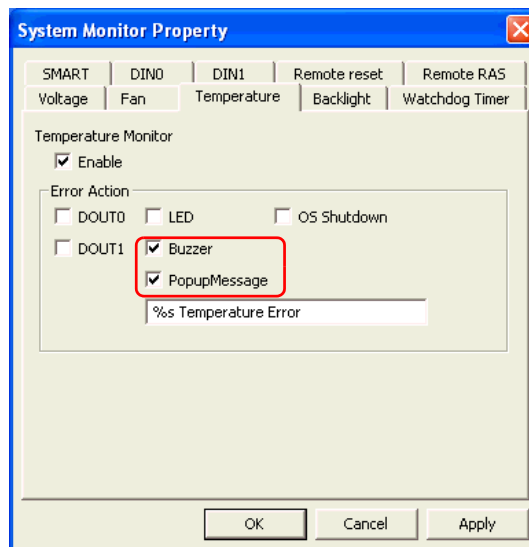 System Monitor Property
SMART DIN0 DIN1 Remote reset Remote RAS
Voltage Fan Temperature Backlight Watchdog Timer
Temperature Monitor
Enable
Error Action
DOUT0 LED OS Shutdown
DOUT1 Buzzer
PopupMessage
%s Temperature Error
OK Cancel Apply